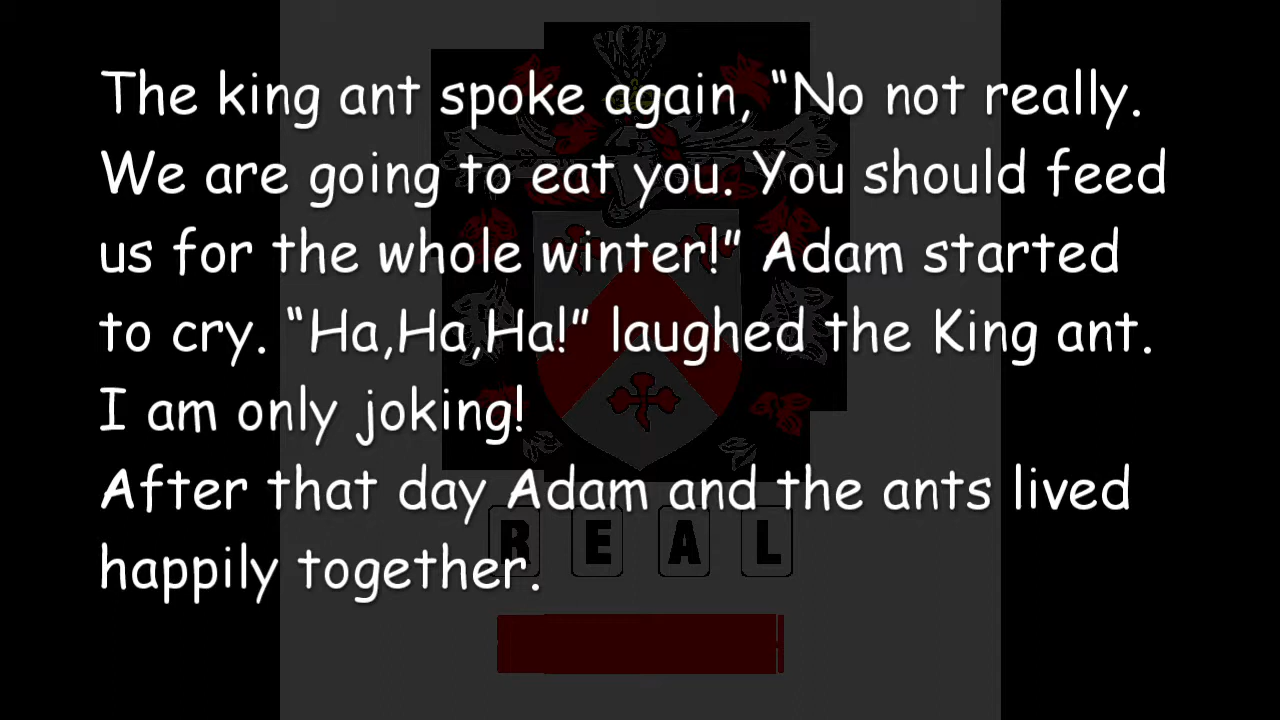 The king ant spoke again, “No not really.
We are going to eat you. You should feed
us for the whole winter!” Adam started
to cry. “Ha,Ha,Ha!” laughed the King ant.
I am only joking!
After that day Adam and the ants lived
happily together.
R E A L